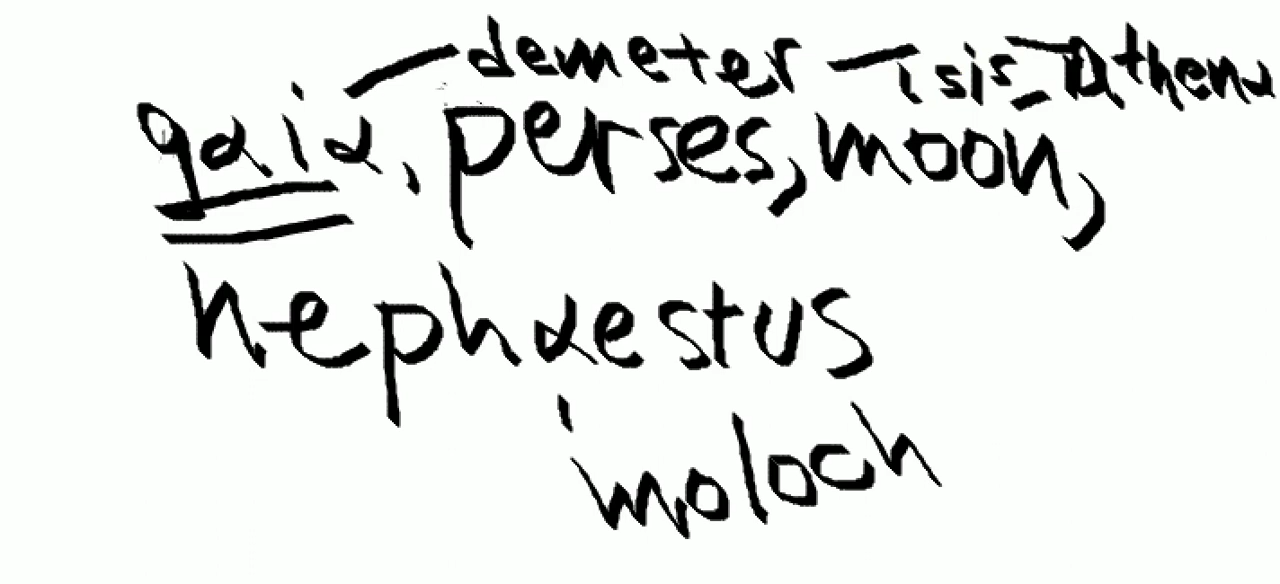 demeter - isis - Athena
gaia, perses, moon,
hephaestus
moloch